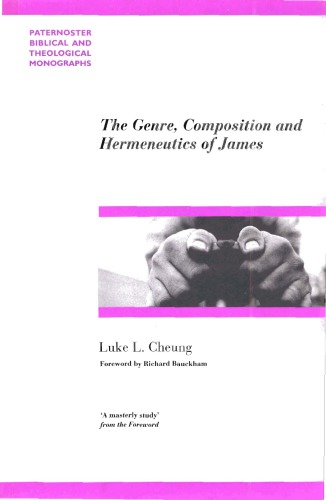 PATERNOSTER
BIBLICAL AND
THEOLOGICAL
MONOGRAPHS
The Genre, Composition and
Hermeneutics of James
Luke L. Cheung
Foreword by Richard Bauckham
‘A masterly study’
from the Foreword